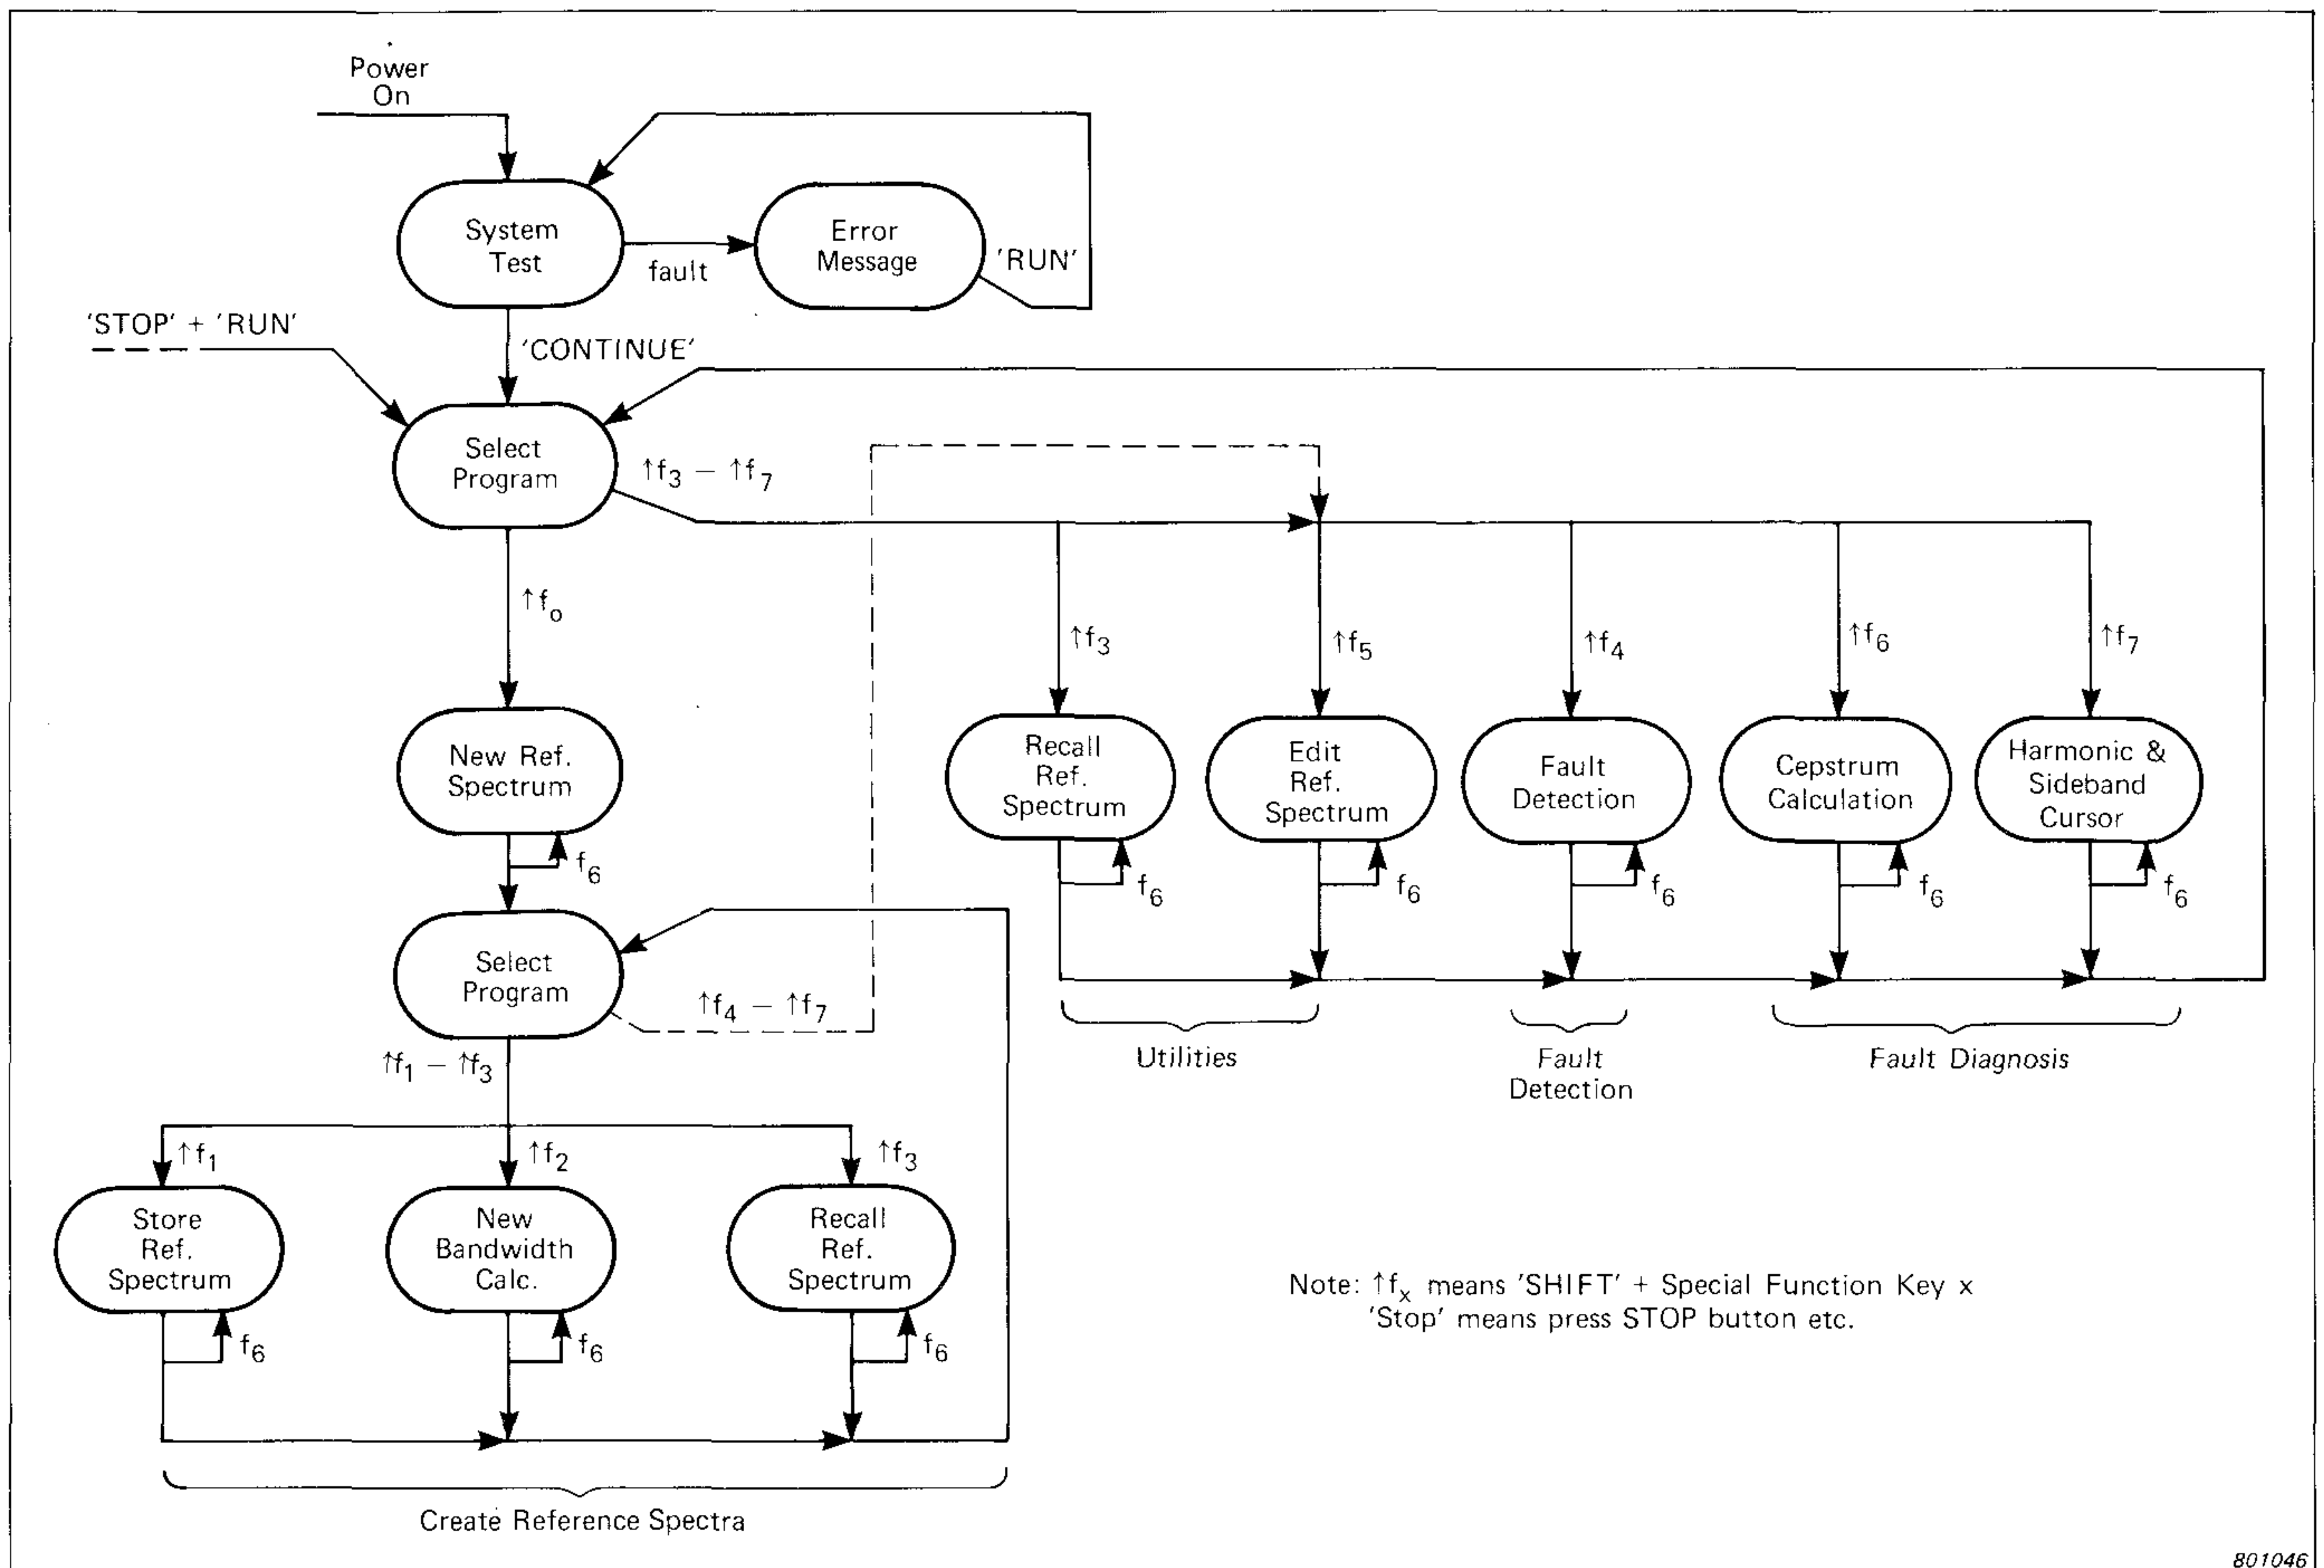 Power
On
System
Test
fault
Error
Message
'RUN'
'STOP' + 'RUN'
'CONTINUE'
Select
Program
↑f3 – ↑f7
↑fo
↑f3
↑f5
↑f4
↑f6
↑f7
New Ref.
Spectrum
f6
Recall
Ref.
Spectrum
f6
Edit
Ref.
Spectrum
f6
Fault
Detection
f6
Cepstrum
Calculation
f6
Harmonic &
Sideband
Cursor
f6
Select
Program
↑f4 – ↑f7
↑f1 – ↑f3
Utilities
Fault
Detection
Fault Diagnosis
↑f1
↑f2
↑f3
Store
Ref.
Spectrum
f6
New
Bandwidth
Calc.
f6
Recall
Ref.
Spectrum
f6
Note: ↑fx means 'SHIFT' + Special Function Key x
'Stop' means press STOP button etc.
Create Reference Spectra
801046